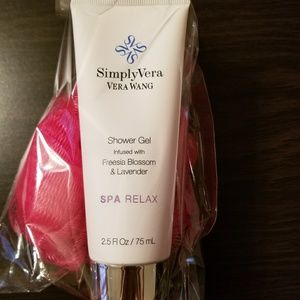 SimplyVera
VERA WANG
Shower Gel
Infused with
Freesia Blossom
& Lavender
SPA RELAX
2.5 Fl Oz / 75 mL